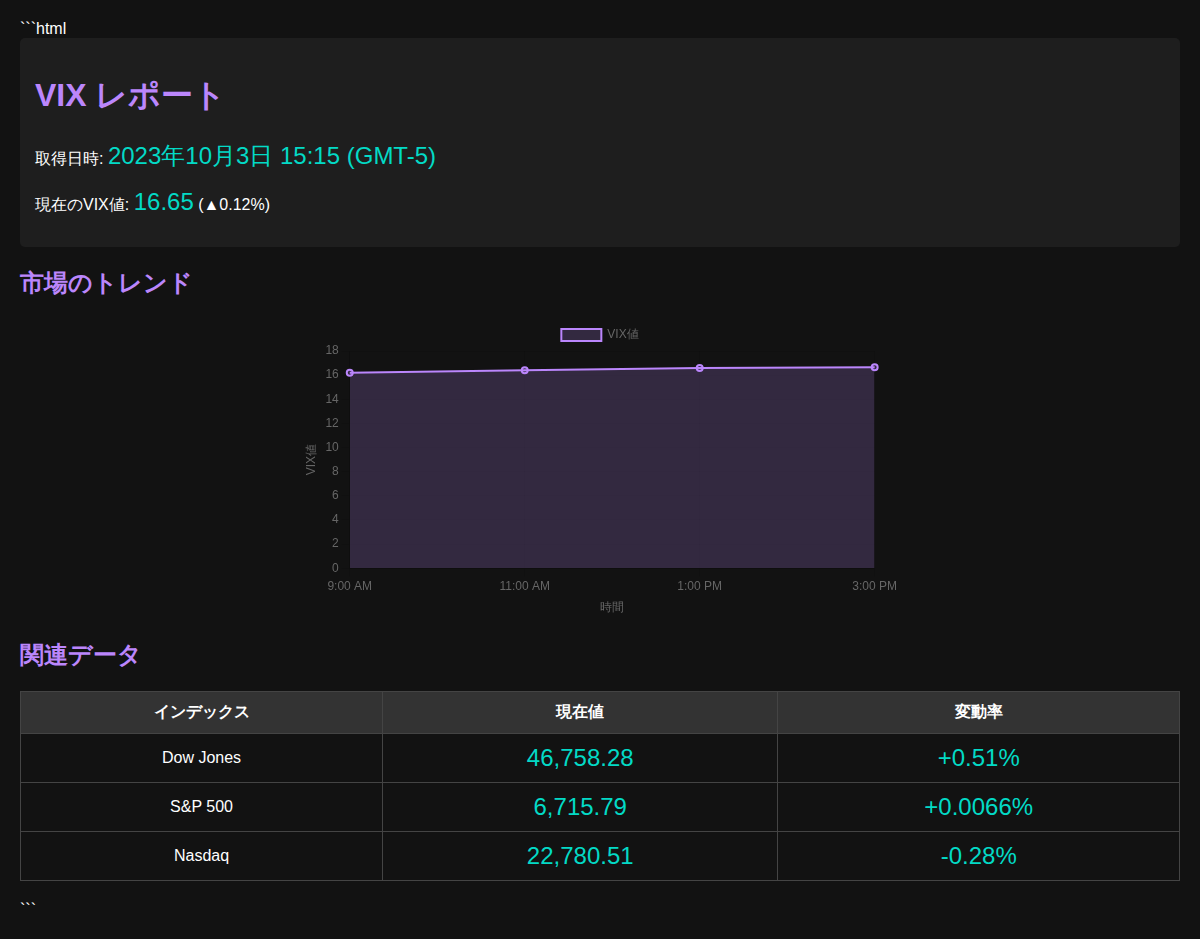 ```html
VIX レポート
取得日時: 2023年10月3日 15:15 (GMT-5)
現在のVIX値: 16.65 (▲0.12%)
市場のトレンド
VIX値
18
16
14
12
10
8
6
4
2
0
VIX値
9:00 AM 11:00 AM 1:00 PM 3:00 PM
時間
関連データ
インデックス 現在値 変動率
Dow Jones 46,758.28 +0.51%
S&P 500 6,715.79 +0.0066%
Nasdaq 22,780.51 -0.28%
```